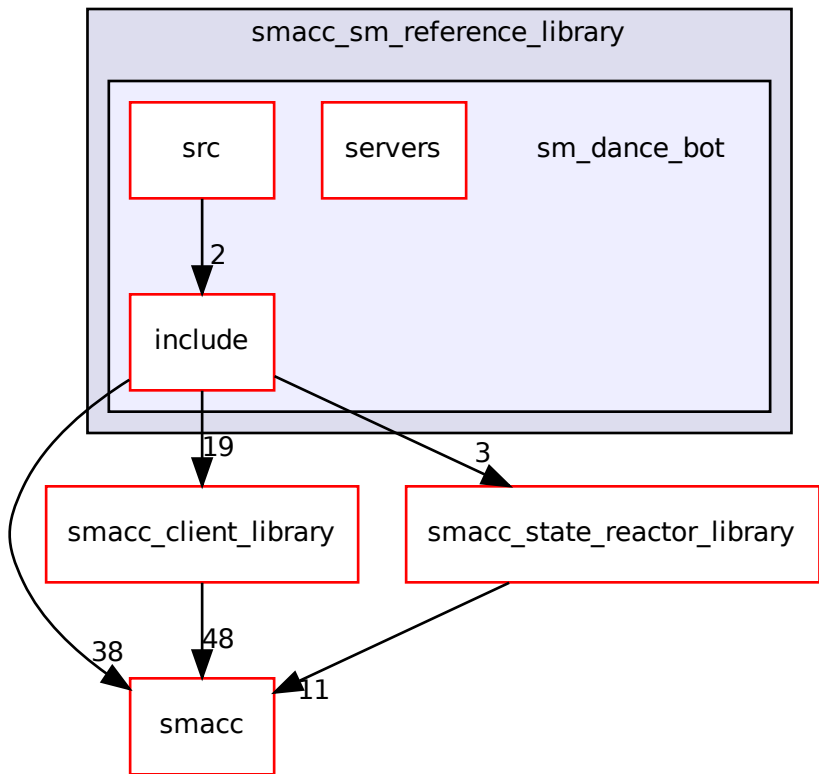 smacc_sm_reference_library
src
servers
sm_dance_bot
2
include
19
3
smacc_client_library
smacc_state_reactor_library
38
48
11
smacc